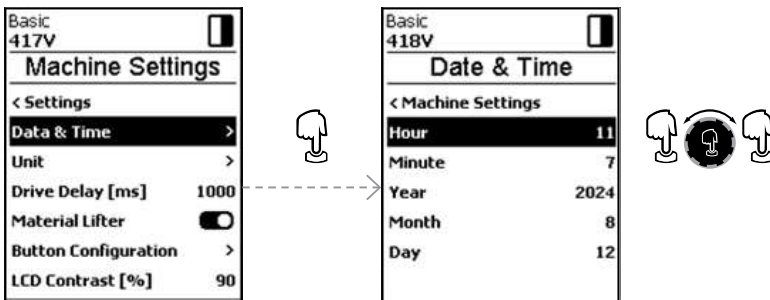 Basic
417V
Machine Settings
< Settings
Data & Time >
Unit >
Drive Delay [ms] 1000
Material Lifter
Button Configuration >
LCD Contrast [%] 90
Basic
418V
Date & Time
< Machine Settings
Hour 11
Minute 7
Year 2024
Month 8
Day 12